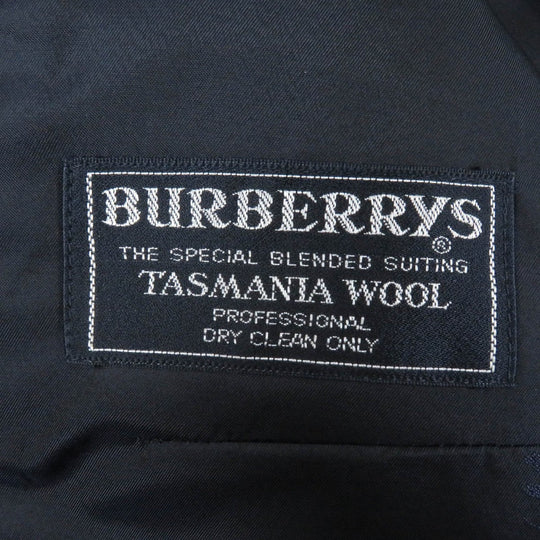 BURBERRYS®
THE SPECIAL BLENDED SUITING
TASMANIA WOOL
PROFESSIONAL
DRY CLEAN ONLY